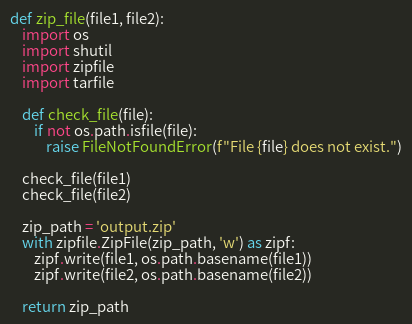 def zip_file(file1, file2):
    import os
    import shutil
    import zipfile
    import tarfile

    def check_file(file):
        if not os.path.isfile(file):
            raise FileNotFoundError(f"File {file} does not exist.")

    check_file(file1)
    check_file(file2)

    zip_path = 'output.zip'
    with zipfile.ZipFile(zip_path, 'w') as zipf:
        zipf.write(file1, os.path.basename(file1))
        zipf.write(file2, os.path.basename(file2))

    return zip_path